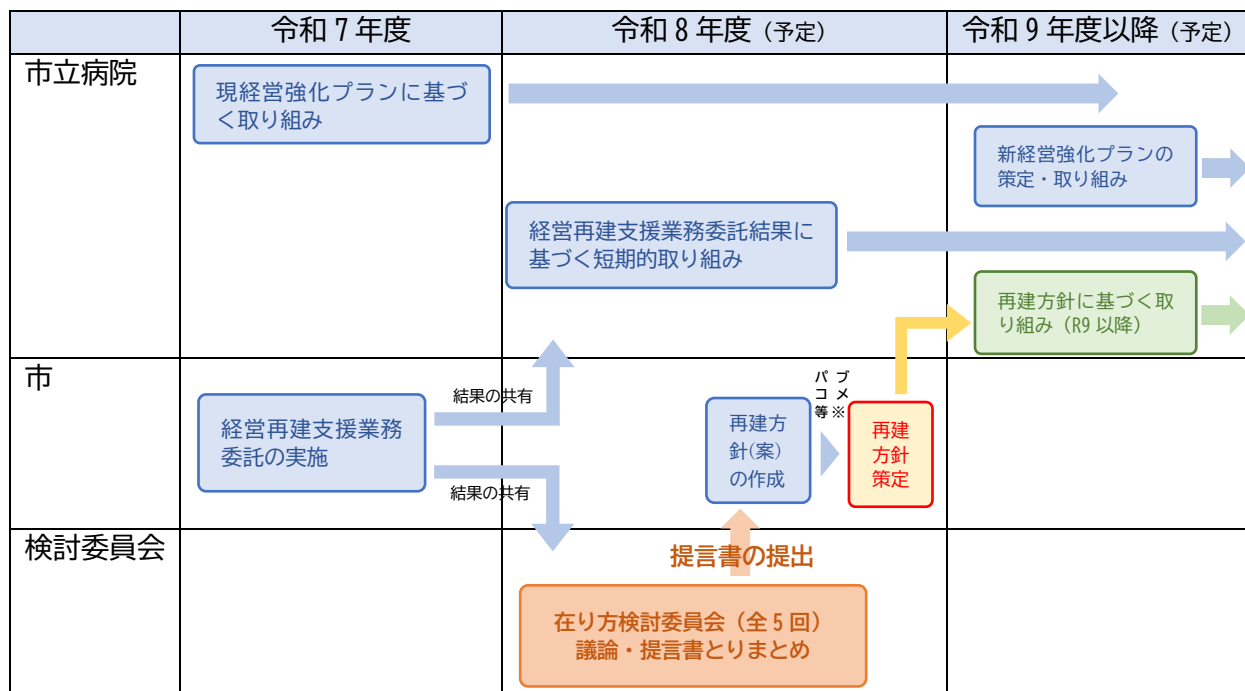 令和7年度
令和8年度（予定）
令和9年度以降（予定）
市立病院
現経営強化プランに基づ
く取り組み
新経営強化プランの
策定・取り組み
経営再建支援業務委託結果に
基づく短期的取り組み
再建方針に基づく取
り組み（R9以降）
市
経営再建支援業務
委託の実施
結果の共有
結果の共有
再建方
針(案)
の作成
パブ
コメ
等※
再建
方針
策定
検討委員会
提言書の提出
在り方検討委員会（全5回）
議論・提言書とりまとめ